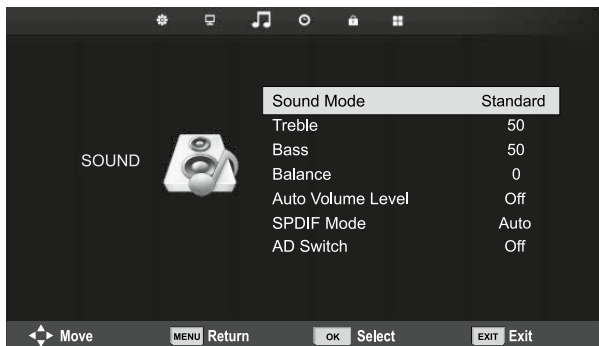 Sound Mode Standard
Treble 50
Bass 50
SOUND
Balance 0
Auto Volume Level Off
SPDIF Mode Auto
AD Switch Off
Move MENU Return OK Select EXIT Exit